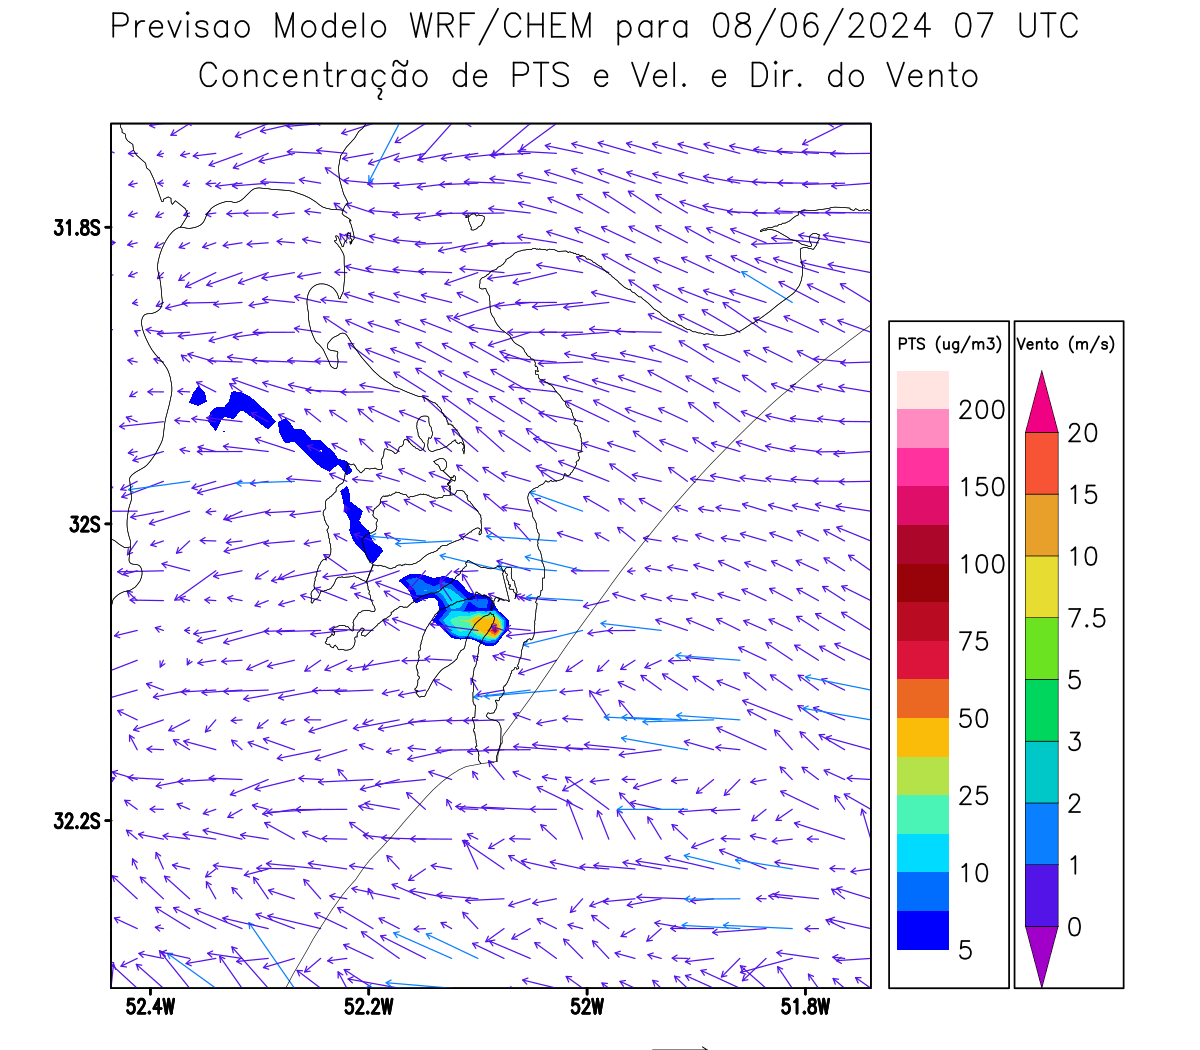 Previsao Modelo WRF/CHEM para 08/06/2024 07 UTC
Concentração de PTS e Vel. e Dir. do Vento
31.8S
32S
32.2S
52.4W
52.2W
52W
51.8W
PTS (ug/m3)
200
150
100
75
50
25
10
5
Vento (m/s)
20
15
10
7.5
5
3
2
1
0